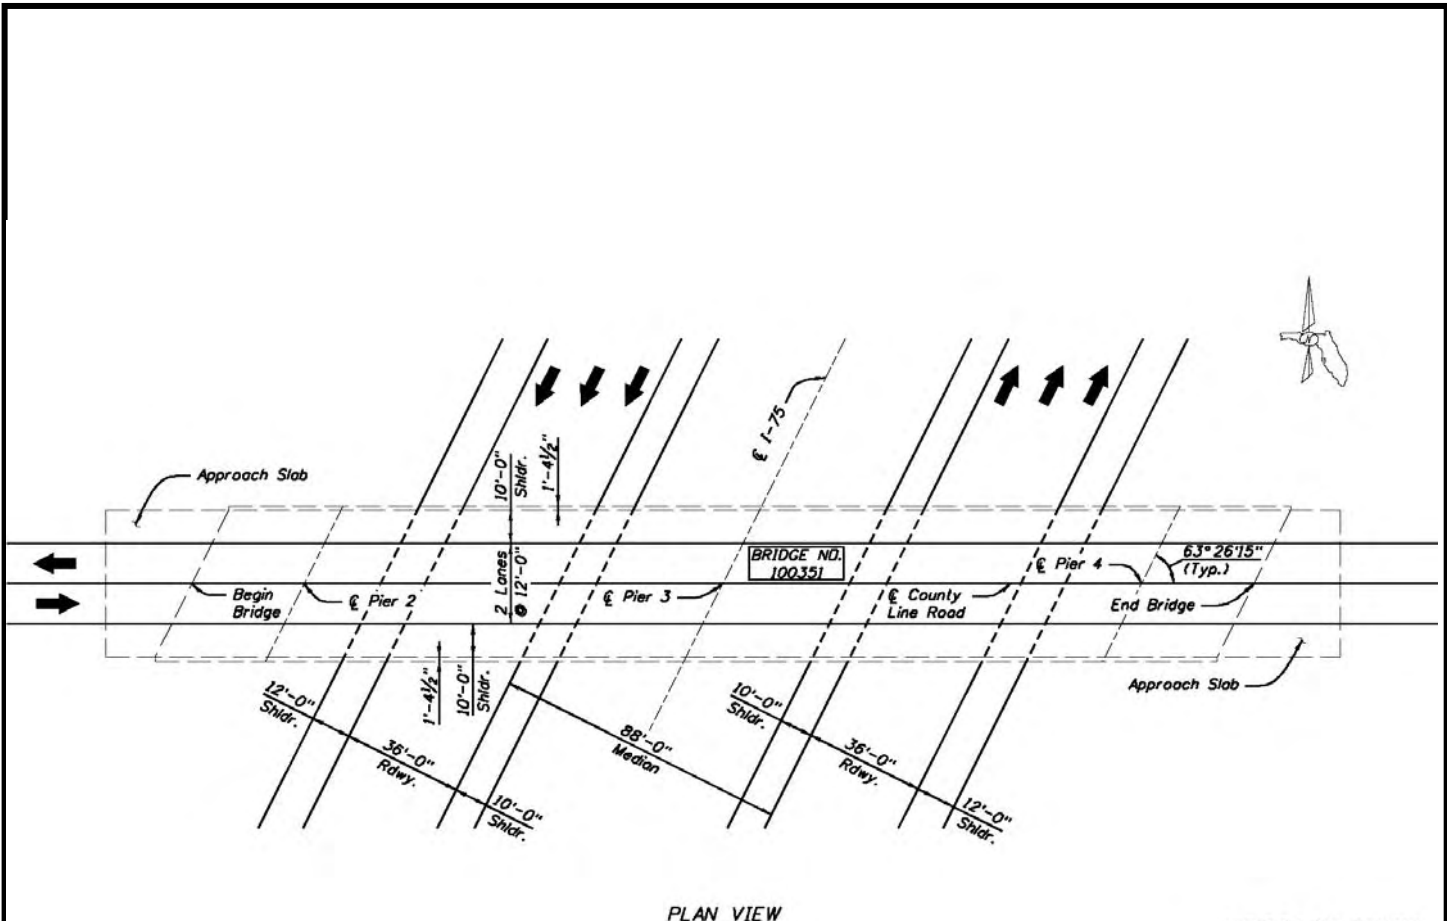 Approach Slab
10'-0"
Shldr.
1'-4½"
℄ I-75
2 Lanes
@ 12'-0"
BRIDGE NO.
100351
63° 26'15"
(Typ.)
℄ Pier 4
Begin
Bridge
℄ Pier 2
℄ Pier 3
℄ County
Line Road
End Bridge
1'-4½"
10'-0"
Shldr.
Approach Slab
12'-0"
Shldr.
36'-0"
Rdwy.
10'-0"
Shldr.
88'-0"
Median
10'-0"
Shldr.
36'-0"
Rdwy.
12'-0"
Shldr.
PLAN VIEW